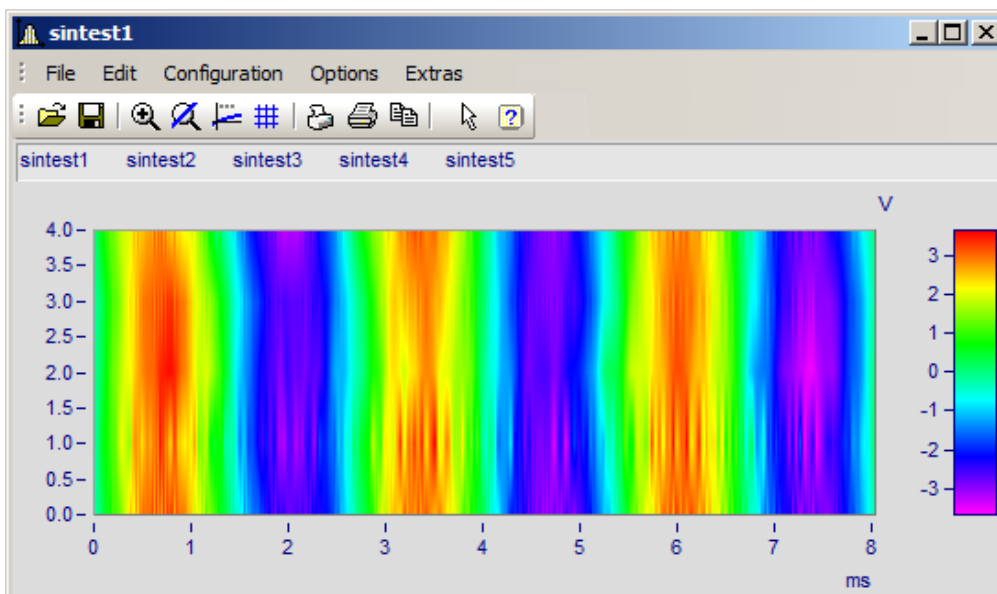 sintest1
File Edit Configuration Options Extras
sintest1 sintest2 sintest3 sintest4 sintest5
V
4.0
3.5
3.0
2.5
2.0
1.5
1.0
0.5
0.0
0 1 2 3 4 5 6 7 8
ms
3
2
1
0
-1
-2
-3